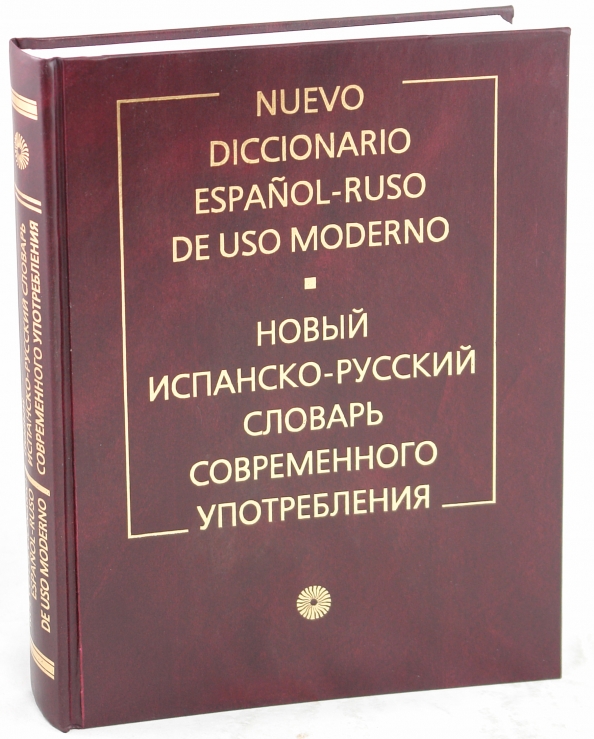 NUEVO
DICCIONARIO
ESPAÑOL-RUSO
DE USO MODERNO
НОВЫЙ
ИСПАНСКО-РУССКИЙ
СЛОВАРЬ
СОВРЕМЕННОГО
УПОТРЕБЛЕНИЯ
ESPAÑOL-RUSO
DE USO MODERNO
ИСПАНСКО-РУССКИЙ СЛОВАРЬ
СОВРЕМЕННОГО УПОТРЕБЛЕНИЯ